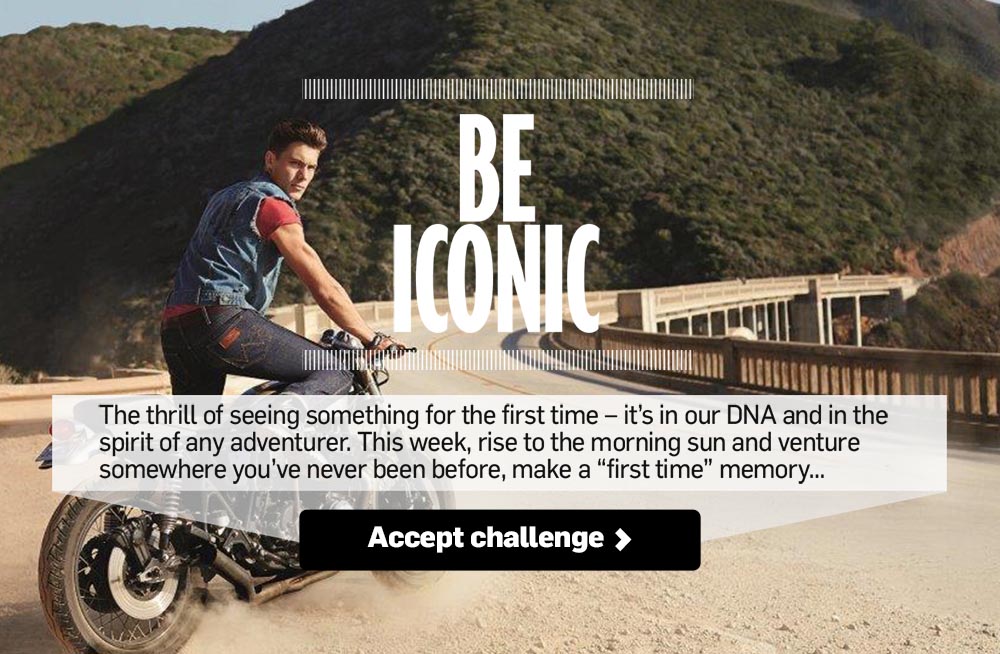 BE
ICONIC
The thrill of seeing something for the first time – it's in our DNA and in the
spirit of any adventurer. This week, rise to the morning sun and venture
somewhere you've never been before, make a “first time” memory...
Accept challenge